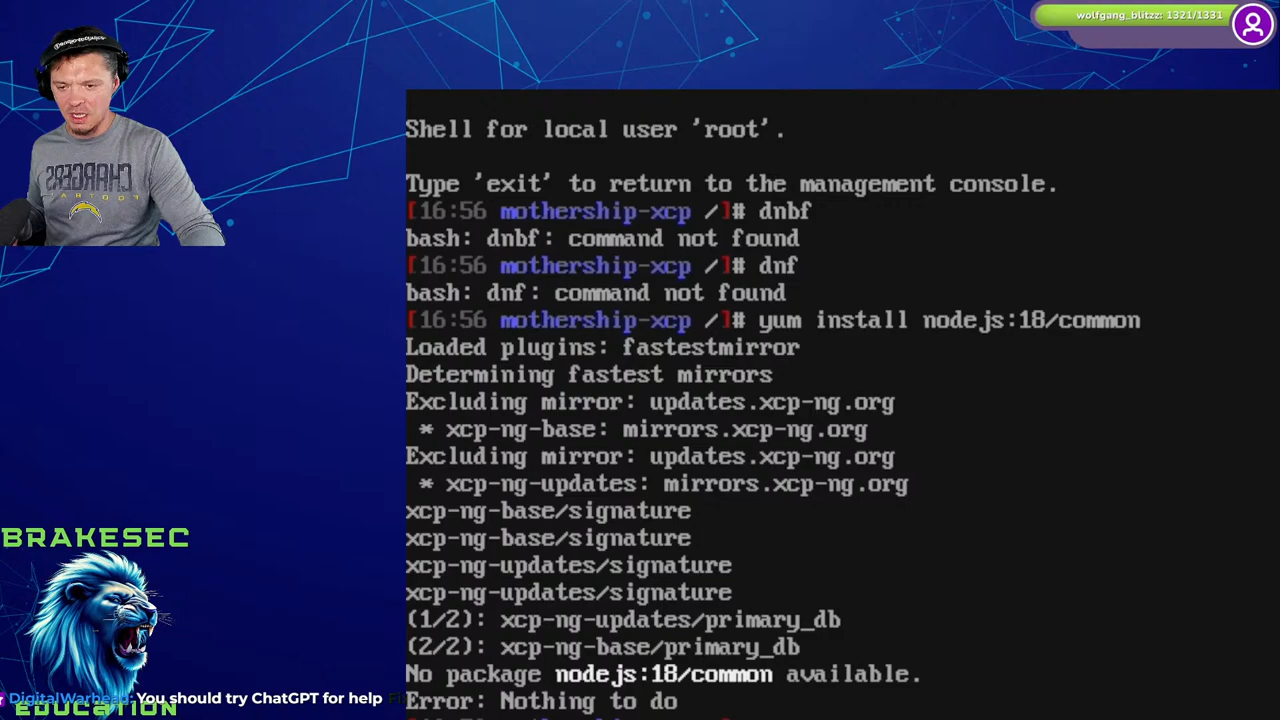 wolfgang_blitzz: 1321/1331
Shell for local user 'root'.
Type 'exit' to return to the management console.
[16:56 mothership-xcp /]# dnbf
bash: dnbf: command not found
[16:56 mothership-xcp /]# dnf
bash: dnf: command not found
[16:56 mothership-xcp /]# yum install nodejs:18/common
Loaded plugins: fastestmirror
Determining fastest mirrors
Excluding mirror: updates.xcp-ng.org
* xcp-ng-base: mirrors.xcp-ng.org
Excluding mirror: updates.xcp-ng.org
* xcp-ng-updates: mirrors.xcp-ng.org
xcp-ng-base/signature
xcp-ng-base/signature
xcp-ng-updates/signature
xcp-ng-updates/signature
(1/2): xcp-ng-updates/primary_db
(2/2): xcp-ng-base/primary_db
No package nodejs:18/common available.
Error: Nothing to do
CHARGERS
BRAKESEC
EDUCATION
DigitalWarhead: You should try ChatGPT for help